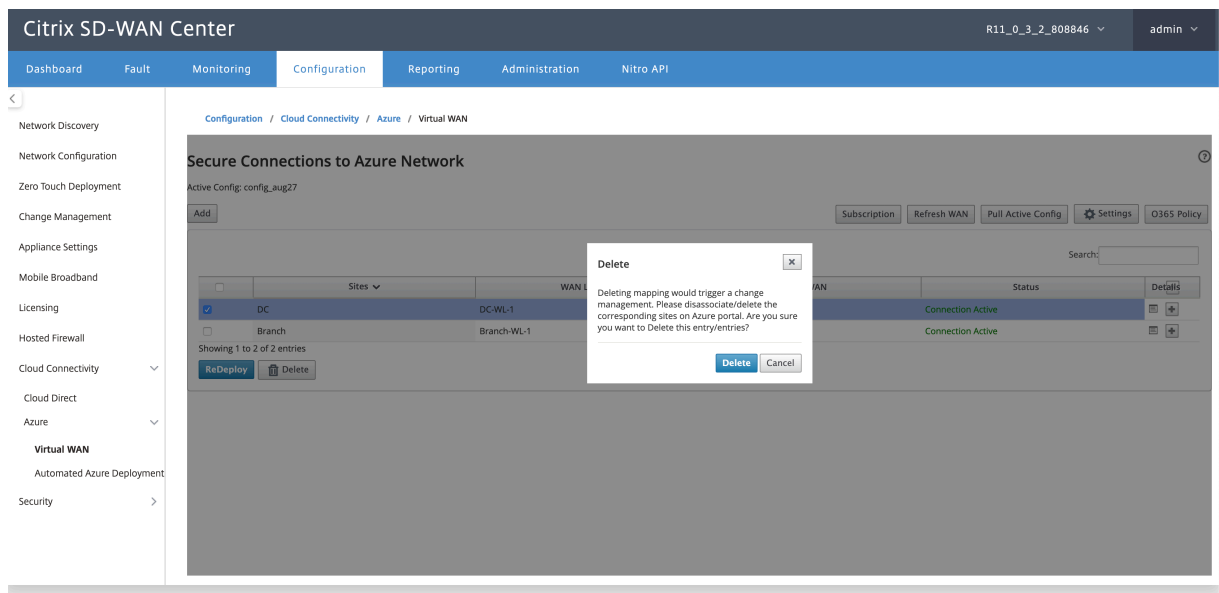 Citrix SD-WAN Center
R11_0_3_2_808846
admin
Dashboard Fault Monitoring Configuration Reporting Administration Nitro API
Network Discovery
Network Configuration
Zero Touch Deployment
Change Management
Appliance Settings
Mobile Broadband
Licensing
Hosted Firewall
Cloud Connectivity
Cloud Direct
Azure
Virtual WAN
Automated Azure Deployment
Security
Configuration / Cloud Connectivity / Azure / Virtual WAN
Secure Connections to Azure Network
Active Config: config_aug27
Add
Subscription Refresh WAN Pull Active Config Settings O365 Policy
Search:
Sites WAN L AN Status Details
DC DC-WL-1 Connection Active
Branch Branch-WL-1 Connection Active
Showing 1 to 2 of 2 entries
ReDeploy Delete
Delete
Deleting mapping would trigger a change
management. Please disassociate/delete the
corresponding sites on Azure portal. Are you sure
you want to Delete this entry/entries?
Delete Cancel